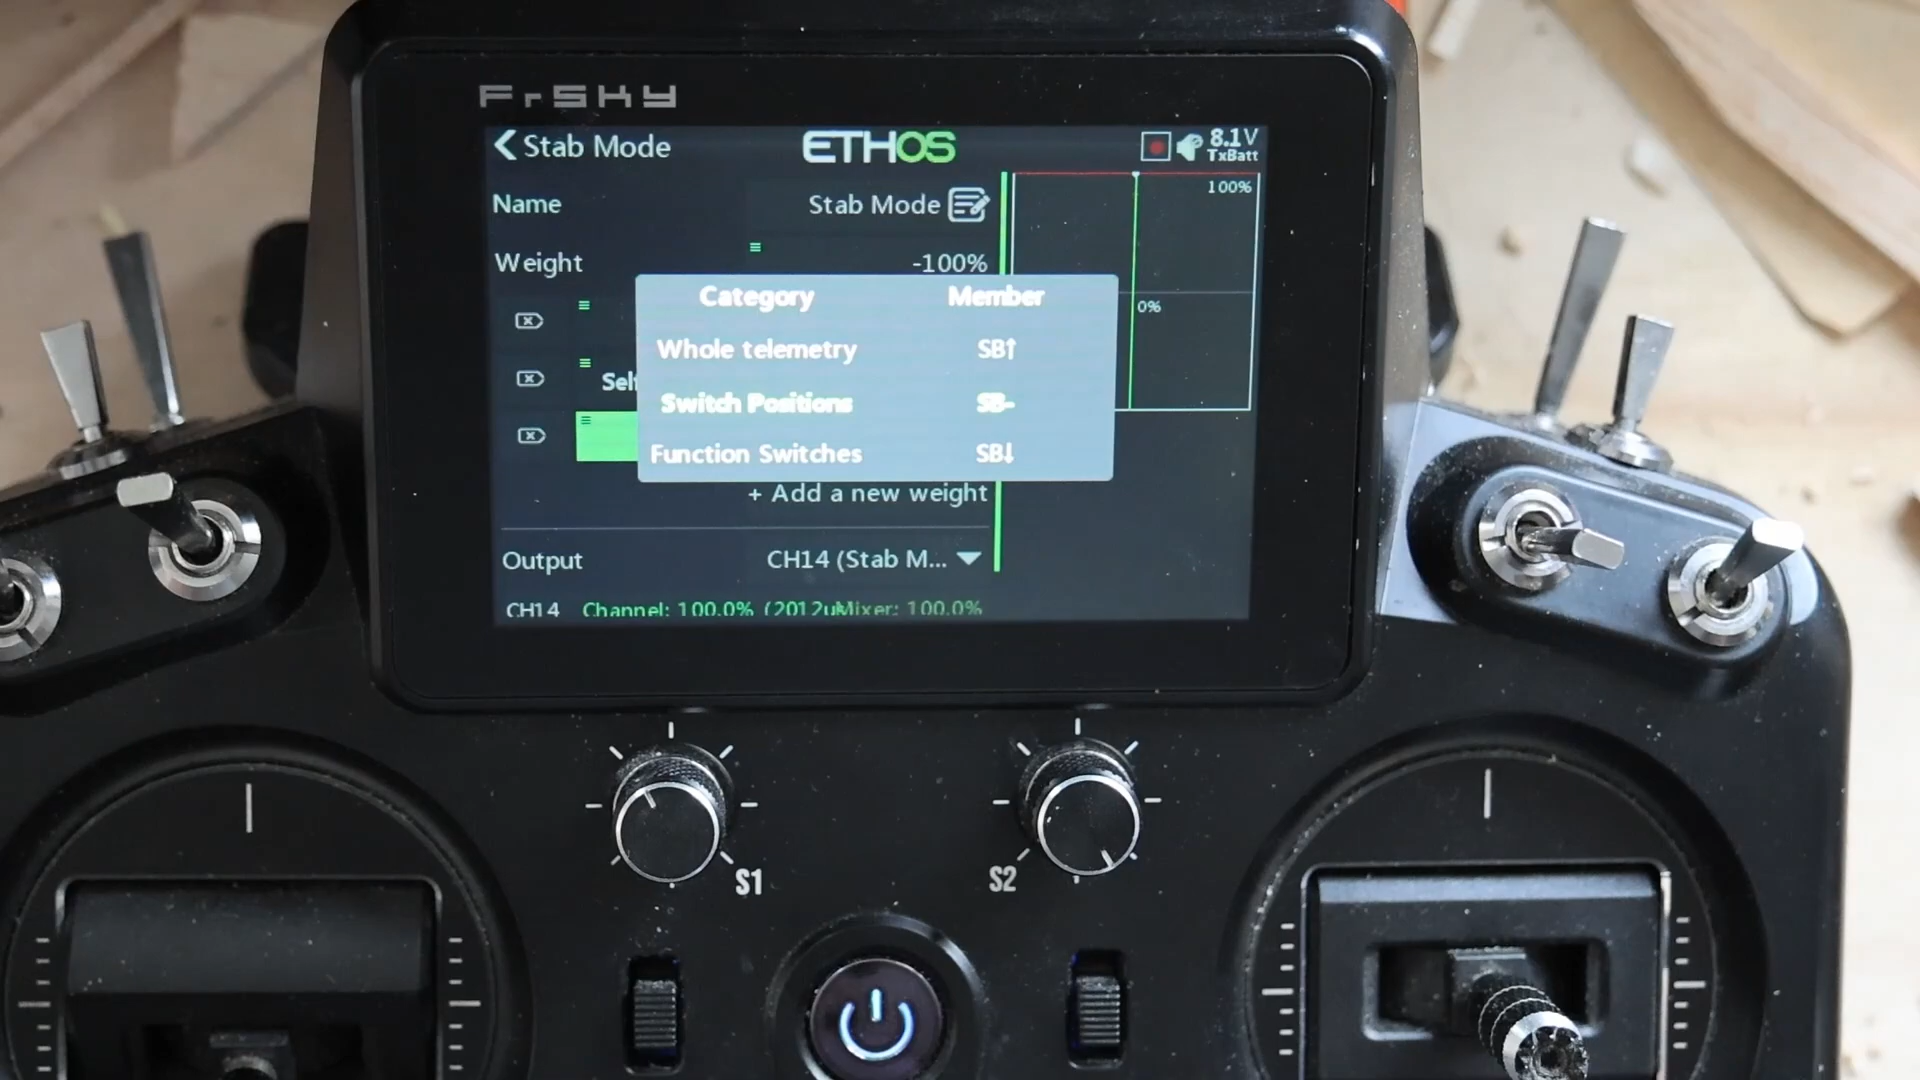 FrSKY
Stab Mode
ETHOS
8.1V
TxBatt
Name
Stab Mode
100%
Weight
-100%
Category Member
0%
Whole telemetry SB↑
Switch Positions SB-
Function Switches SB↓
+ Add a new weight
Output
CH14 (Stab M...
CH14 Channel: 100.0% Mixer: 100.0%
S1
S2